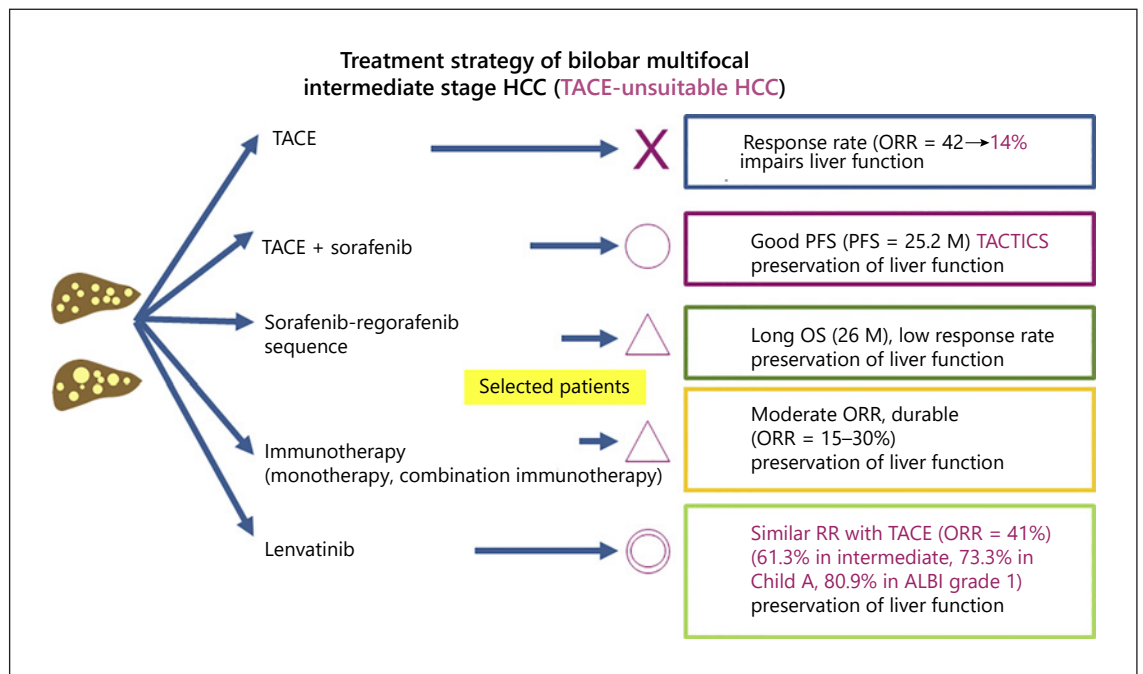 Treatment strategy of bilobar multifocal
intermediate stage HCC (TACE-unsuitable HCC)
TACE
X
Response rate (ORR = 42→14%
impairs liver function
TACE + sorafenib
Good PFS (PFS = 25.2 M) TACTICS
preservation of liver function
Sorafenib-regorafenib
sequence
Long OS (26 M), low response rate
preservation of liver function
Selected patients
Immunotherapy
(monotherapy, combination immunotherapy)
Moderate ORR, durable
(ORR = 15–30%)
preservation of liver function
Lenvatinib
Similar RR with TACE (ORR = 41%)
(61.3% in intermediate, 73.3% in
Child A, 80.9% in ALBI grade 1)
preservation of liver function